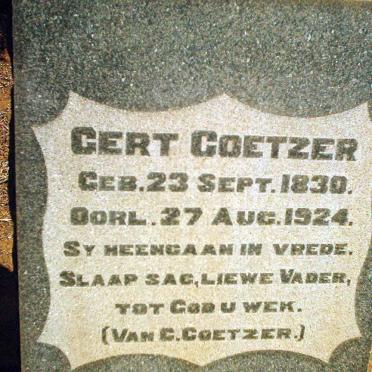 GERT COETZER
GEB. 23 SEPT. 1830.
OORL. 27 AUG. 1924.
SY HEENGAAN IN VREDE.
SLAAP SAG, LIEWE VADER,
TOT GOD U WEK.
(VAN C. COETZER.)